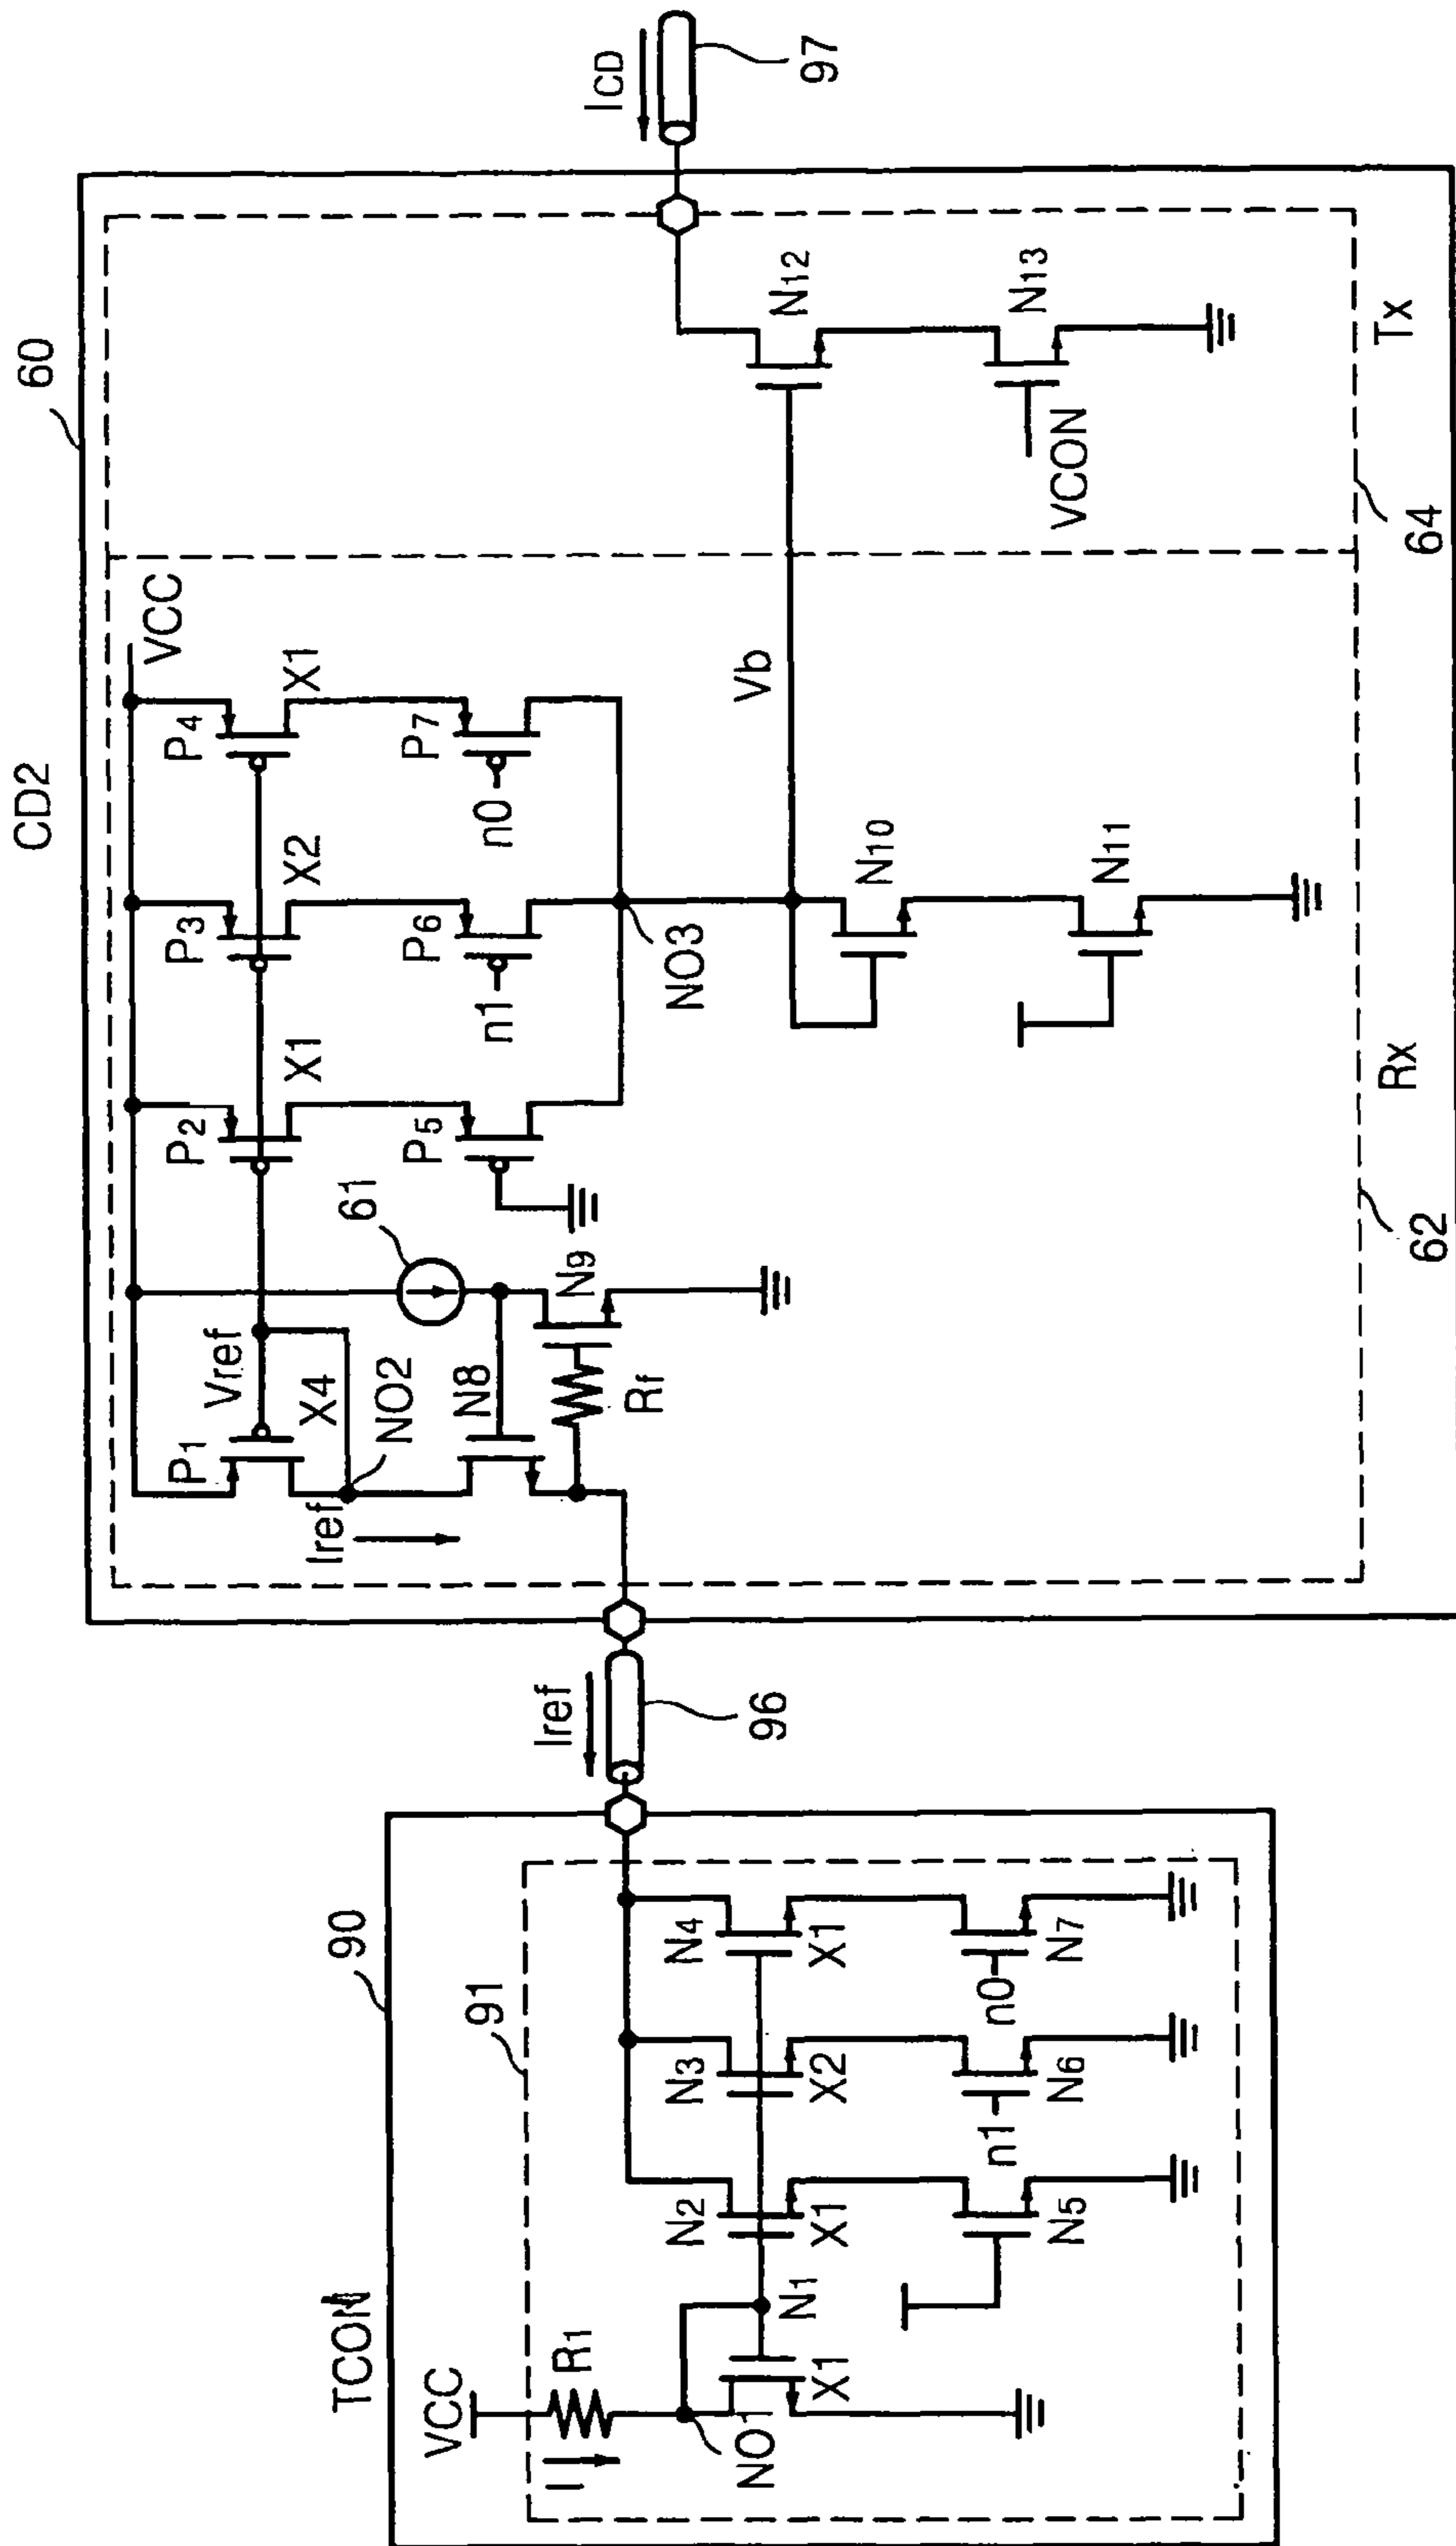 TCON
90
VCC
R1
I
NO1
X1
N1
91
N2
X1
N3
X2
N4
X1
N5
n1
N6
n0
N7
Iref
96
CD2
60
VCC
P1
Vref
X4
NO2
Iref
N8
Rf
61
N9
P2
X1
P3
X2
P4
X1
P5
n1
P6
n0
P7
NO3
Vb
N10
N11
Rx
62
ICD
97
N12
VCON
N13
Tx
64